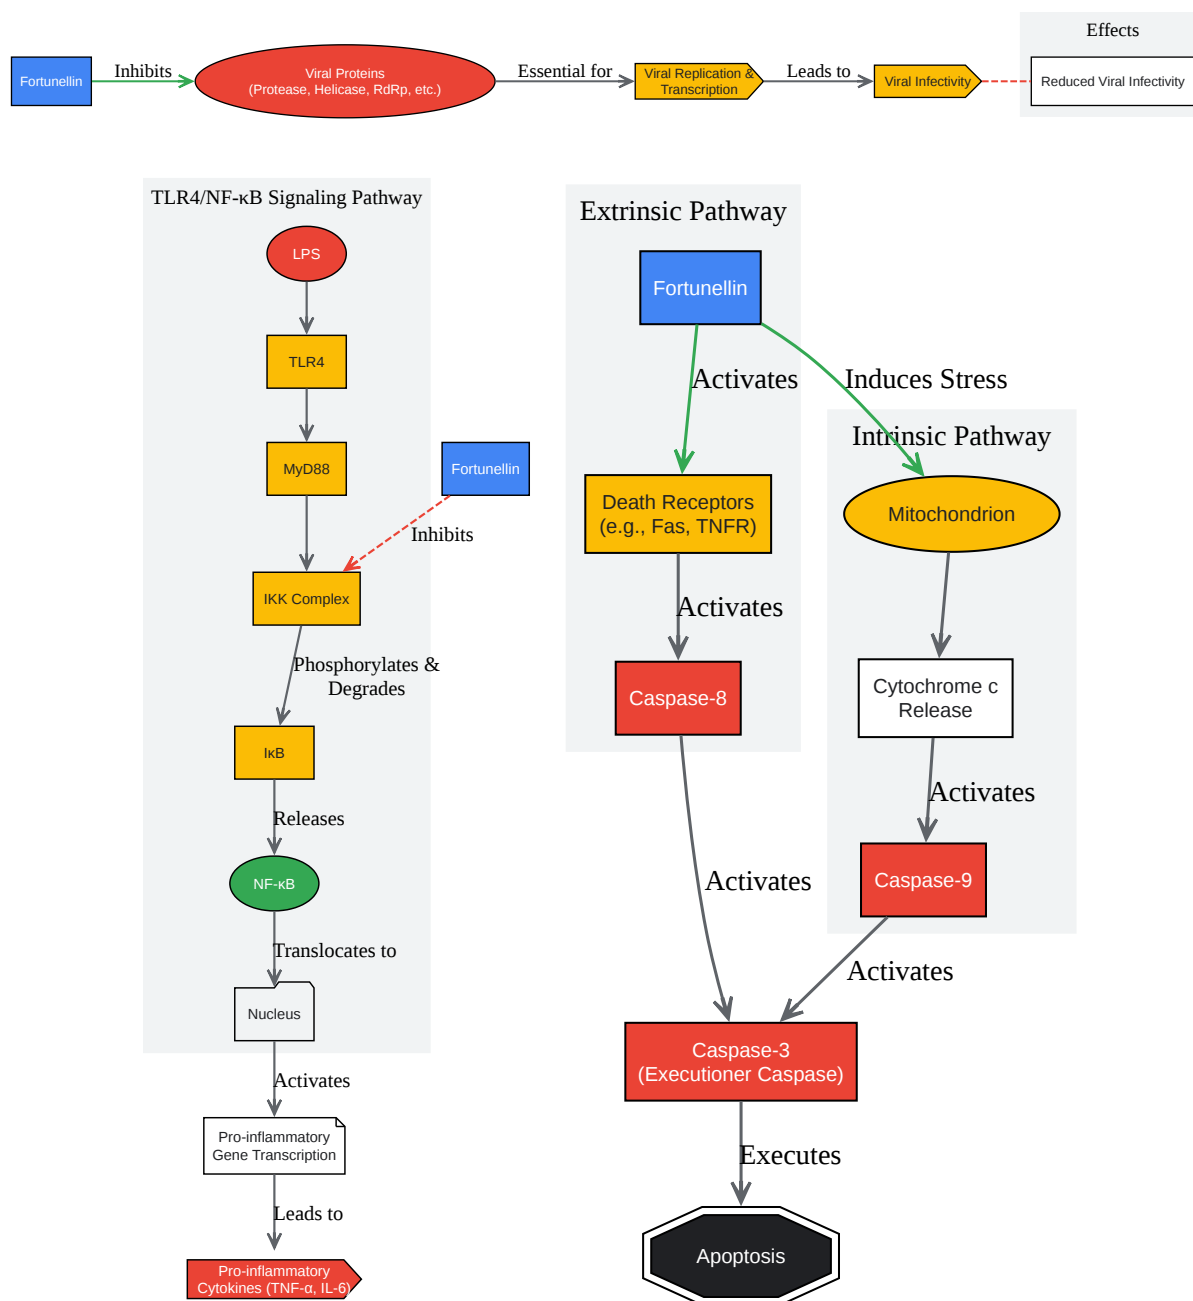 Effects
Fortunellin
Inhibits
Viral Proteins
(Protease, Helicase, RdRp, etc.)
Essential for
Viral Replication &
Transcription
Leads to
Viral Infectivity
Reduced Viral Infectivity
TLR4/NF-κB Signaling Pathway
LPS
TLR4
MyD88
Fortunellin
Inhibits
IKK Complex
Phosphorylates &
Degrades
IκB
Releases
NF-κB
Translocates to
Nucleus
Activates
Pro-inflammatory
Gene Transcription
Leads to
Pro-inflammatory
Cytokines (TNF-α, IL-6)
Extrinsic Pathway
Fortunellin
Activates
Induces Stress
Intrinsic Pathway
Death Receptors
(e.g., Fas, TNFR)
Mitochondrion
Activates
Caspase-8
Cytochrome c
Release
Activates
Caspase-9
Activates
Activates
Caspase-3
(Executioner Caspase)
Executes
Apoptosis